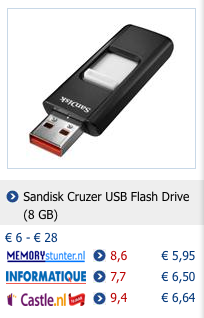 SanDisk
Sandisk Cruzer USB Flash Drive
(8 GB)
€ 6 - € 28
MEMORYstunter.nl 8,6 € 5,95
INFORMATIQUE 7,7 € 6,50
Castle.nl 9,4 € 6,64